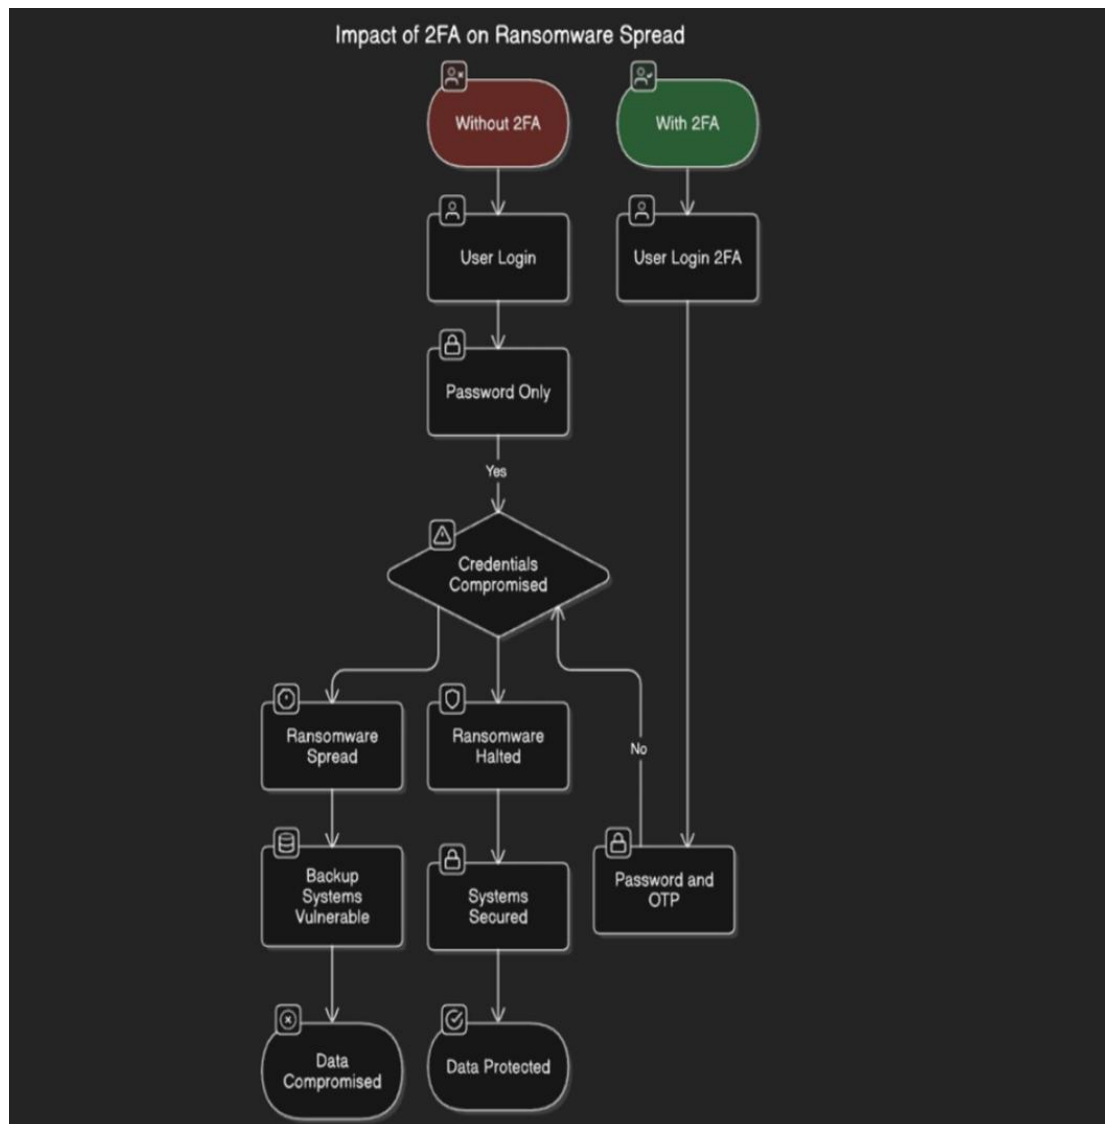 Impact of 2FA on Ransomware Spread
Without 2FA
With 2FA
User Login
User Login 2FA
Password Only
Yes
Credentials
Compromised
Ransomware
Spread
Ransomware
Halted
No
Backup
Systems
Vulnerable
Systems
Secured
Password and
OTP
Data
Compromised
Data Protected